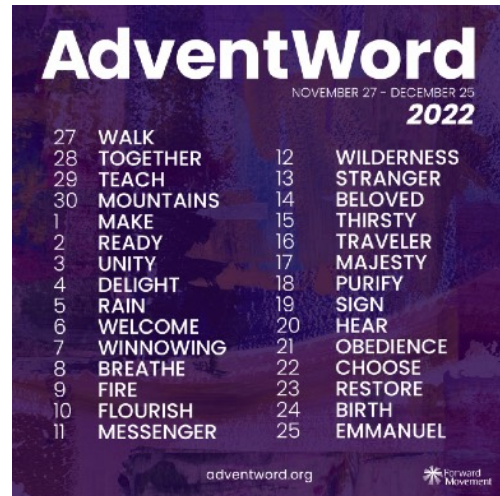 AdventWord
NOVEMBER 27 - DECEMBER 25
2022
27 WALK
28 TOGETHER
29 TEACH
30 MOUNTAINS
1 MAKE
2 READY
3 UNITY
4 DELIGHT
5 RAIN
6 WELCOME
7 WINNOWING
8 BREATHE
9 FIRE
10 FLOURISH
11 MESSENGER
12 WILDERNESS
13 STRANGER
14 BELOVED
15 THIRSTY
16 TRAVELER
17 MAJESTY
18 PURIFY
19 SIGN
20 HEAR
21 OBEDIENCE
22 CHOOSE
23 RESTORE
24 BIRTH
25 EMMANUEL
adventword.org
Forward
Movement